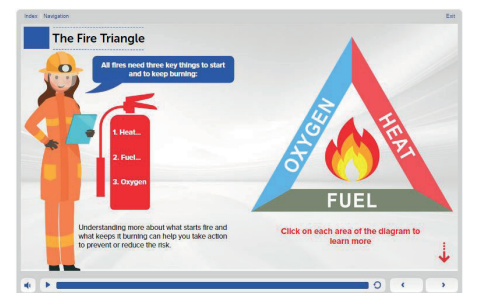 Index Navigation
Exit
The Fire Triangle
All fires need three key things to start
and to keep burning:
1. Heat...
2. Fuel...
3. Oxygen
Understanding more about what starts fire and
what keeps it burning can help you take action
to prevent or reduce the risk.
OXYGEN
HEAT
FUEL
Click on each area of the diagram to
learn more